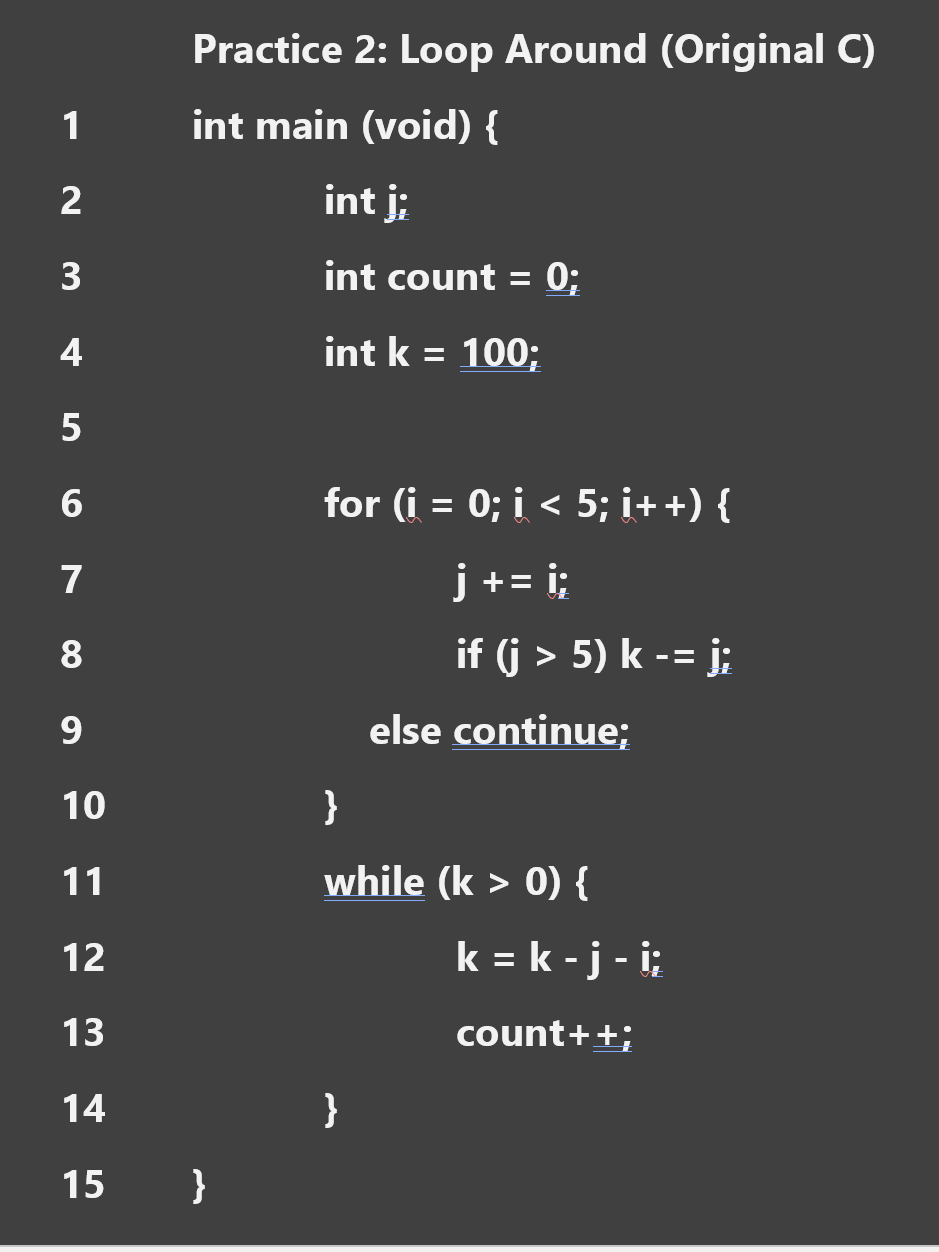 Practice 2: Loop Around (Original C)
1 int main (void) {
2 int j;
3 int count = 0;
4 int k = 100;
5
6 for (i = 0; i < 5; i++) {
7 j += i;
8 if (j > 5) k -= j;
9 else continue;
10 }
11 while (k > 0) {
12 k = k - j - i;
13 count++;
14 }
15 }